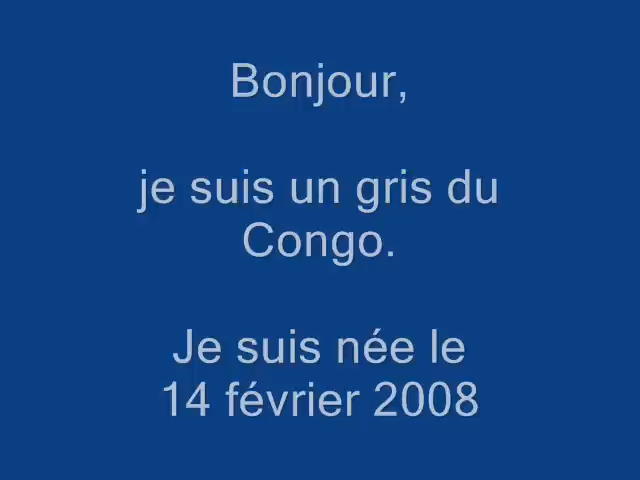 Bonjour,
je suis un gris du
Congo.
Je suis née le
14 février 2008